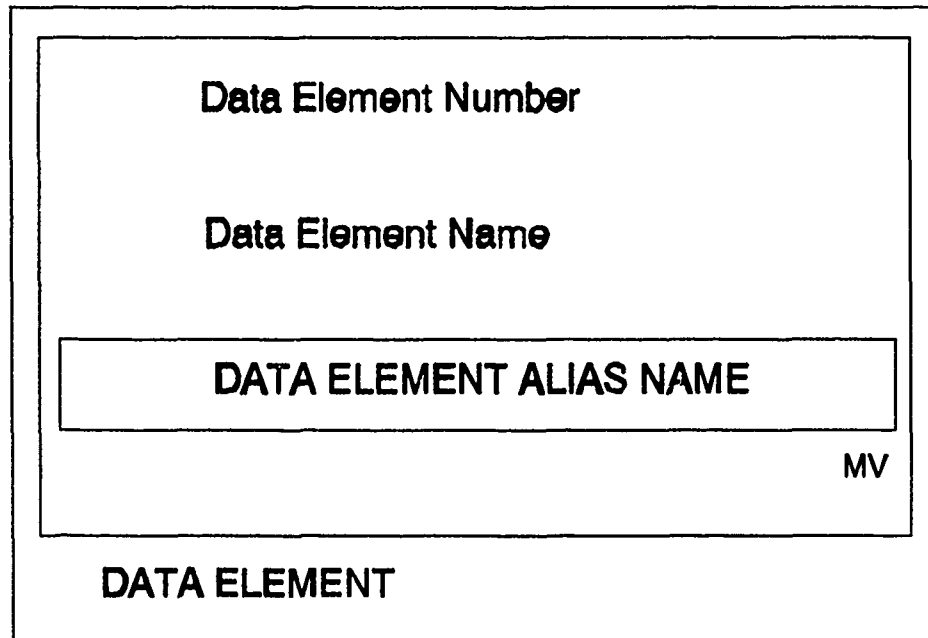 Data Element Number
Data Element Name
DATA ELEMENT ALIAS NAME
MV
DATA ELEMENT